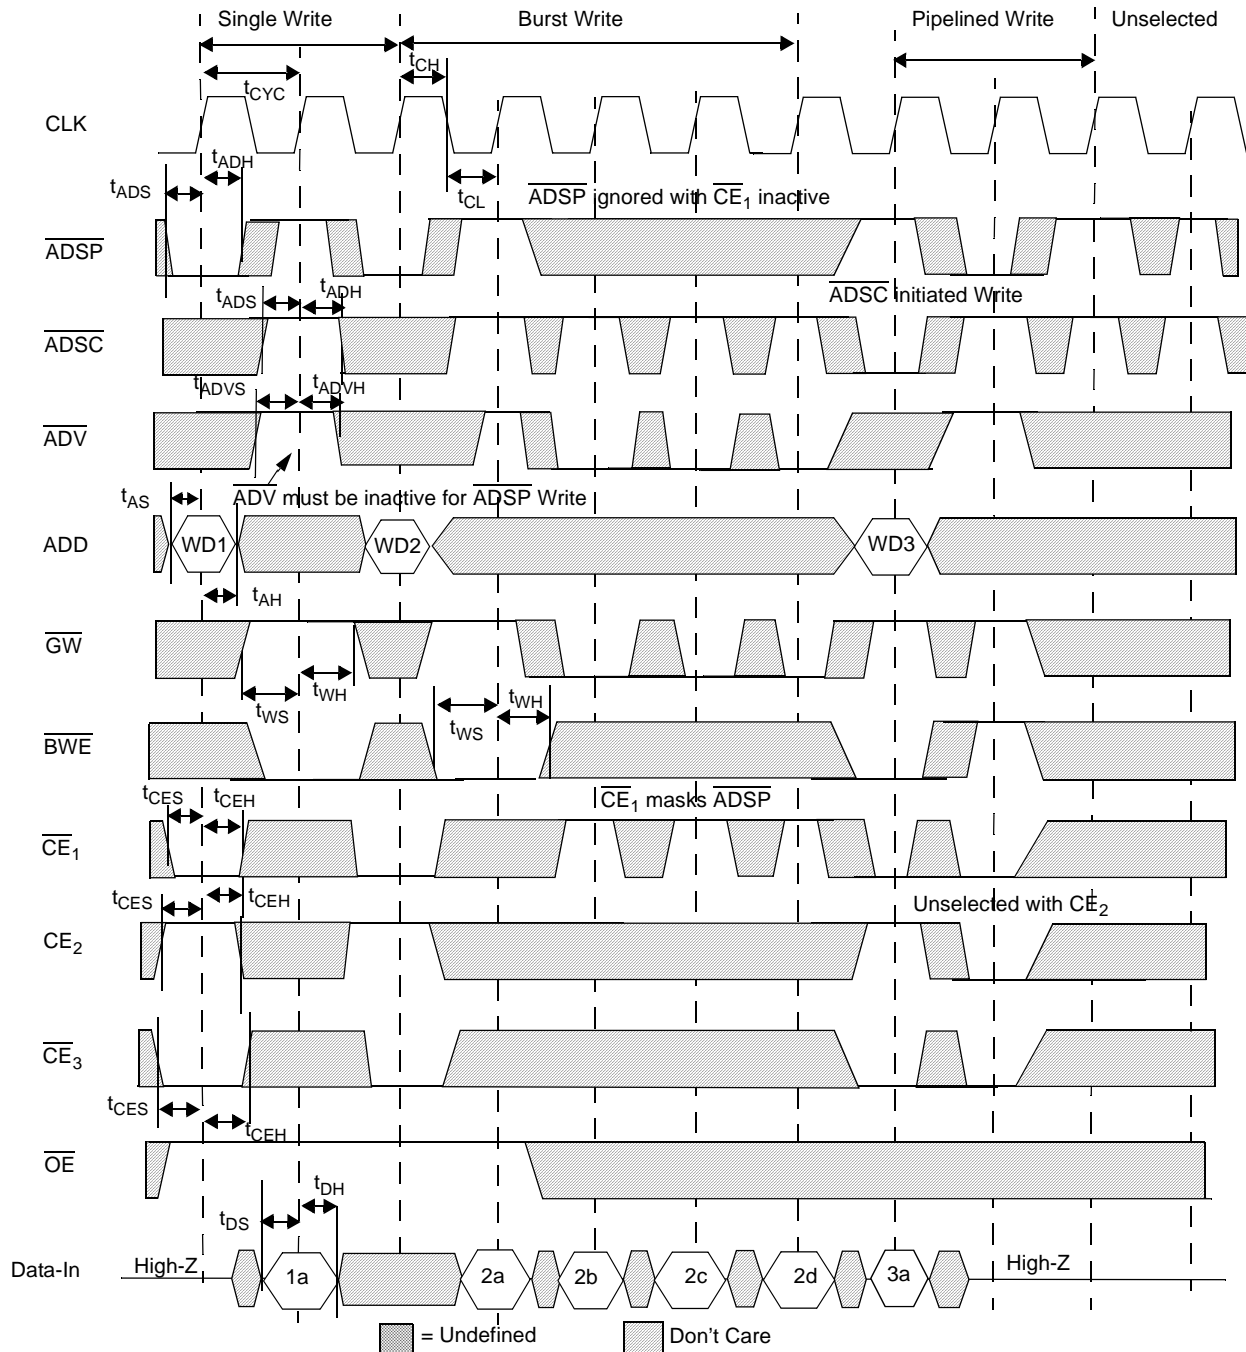 Single Write Burst Write Pipelined Write Unselected
tCH
tCYC
CLK
tADH
tADS
tCL
ADSP ignored with CE1 inactive
ADSP
tADS tADH
ADSC initiated Write
ADSC
tADVS tADVH
ADV
tAS
ADV must be inactive for ADSP Write
ADD WD1 WD2 WD3
tAH
GW
tWS tWH
tWS tWH
BWE
tCES tCEH
CE1 masks ADSP
CE1
tCES tCEH
Unselected with CE2
CE2
CE3
tCES tCEH
OE
tDH
tDS
Data-In High-Z 1a 2a 2b 2c 2d 3a High-Z
= Undefined Don't Care